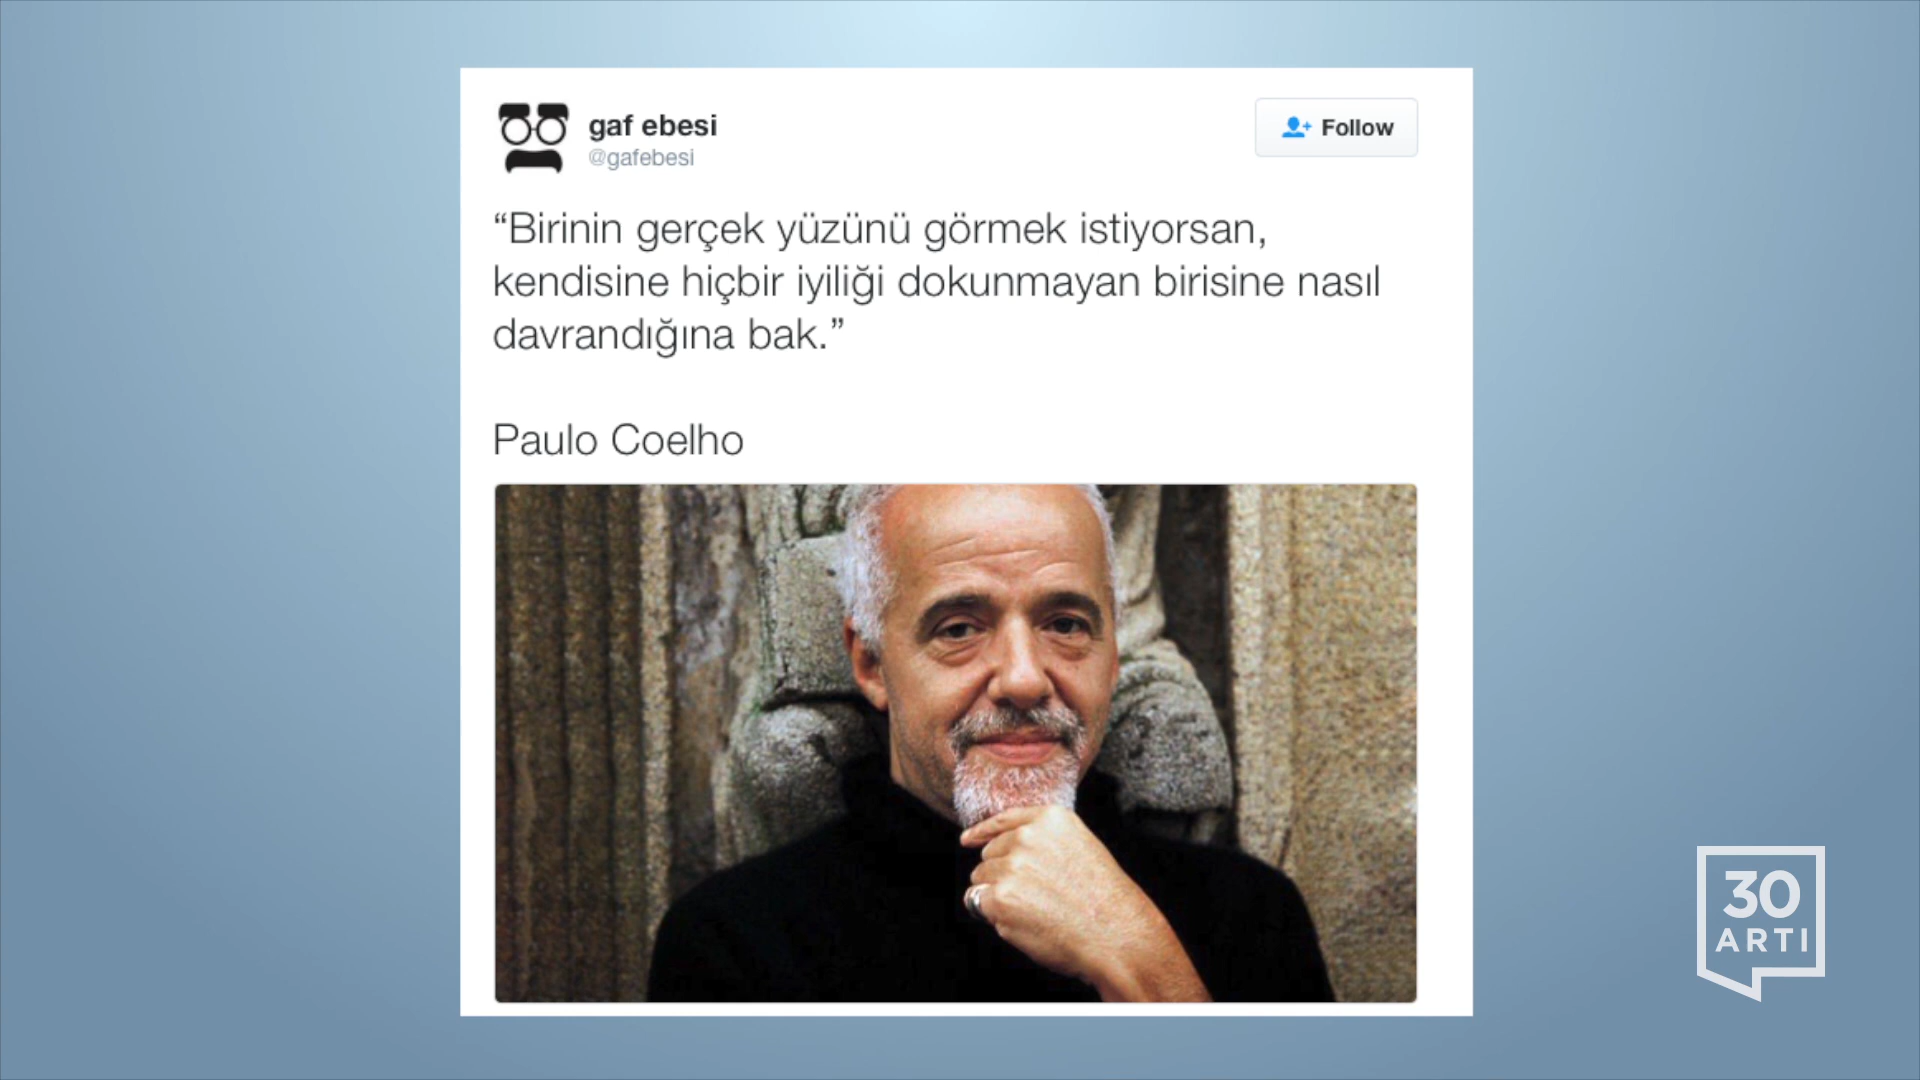 gaf ebesi
@gafebesi
Follow
“Birinin gerçek yüzünü görmek istiyorsan,
kendisine hiçbir iyiliği dokunmayan birisine nasıl
davrandığına bak.”
Paulo Coelho
30
ARTI